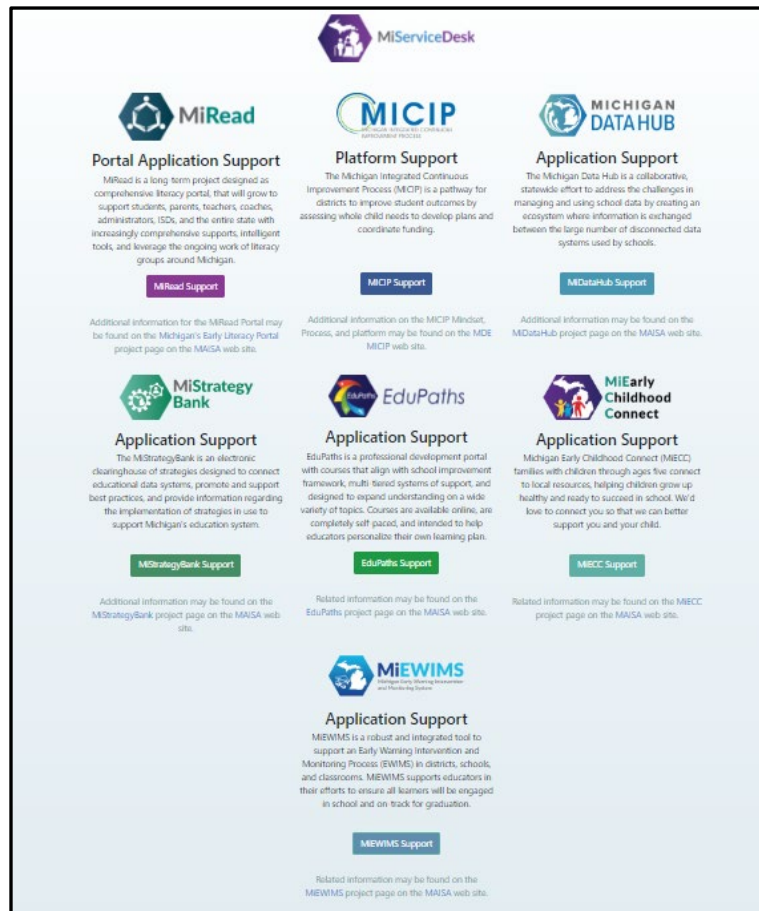 MiServiceDesk
MiRead
Portal Application Support
MiRead is a long-term project designed as
comprehensive literacy portal, that will grow to
support students, parents, teachers, coaches,
administrators, ISDs, and the entire state with
increasingly comprehensive supports, intelligent
tools, and leverage the ongoing work of literacy
groups around Michigan.
MiRead Support
Additional information for the MiRead Portal may
be found on the Michigan's Early Literacy Portal
project page on the MAISA web site.
MICIP
MICHIGAN INTEGRATED CONTINUOUS
IMPROVEMENT PROCESS
Platform Support
The Michigan Integrated Continuous
Improvement Process (MICIP) is a pathway for
districts to improve student outcomes by
assessing whole child needs to develop plans and
coordinate funding.
MICIP Support
Additional information on the MICIP Mindset,
Process, and platform may be found on the MDE
MICIP web site.
MICHIGAN
DATAHUB
Application Support
The Michigan Data Hub is a collaborative,
statewide effort to address the challenges in
managing and using school data by creating an
ecosystem where information is exchanged
between the large number of disconnected data
systems used by schools.
MiDataHub Support
Additional information may be found on the
MiDataHub project page on the MAISA web site.
MiStrategy
Bank
Application Support
The MiStrategyBank is an electronic
clearinghouse of strategies designed to connect
educational data systems, promote and support
best practices, and provide information regarding
the implementation of strategies in use to
support Michigan's education system.
MiStrategyBank Support
Additional information may be found on the
MiStrategyBank project page on the MAISA web
site.
EduPaths
EduPaths
Application Support
EduPaths is a professional development portal
with courses that align with school improvement
framework, multi-tiered systems of support, and
designed to expand understanding on a wide
variety of topics. Courses are available online, are
completely self-paced, and intended to help
educators personalize their own learning plan.
EduPaths Support
Related information may be found on the
EduPaths project page on the MAISA web site.
MiEarly
Childhood
Connect
Application Support
Michigan Early Childhood Connect (MiECC)
families with children through ages five connect
to local resources, helping children grow up
healthy and ready to succeed in school. We'd
love to connect you so that we can better
support you and your child.
MiECC Support
Related information may be found on the MiECC
project page on the MAISA web site.
MiEWIMS
Michigan Early Warning Intervention
and Monitoring System
Application Support
MiEWIMS is a robust and integrated tool to
support an Early Warning Intervention and
Monitoring Process (EWIMS) in districts, schools,
and classrooms. MiEWIMS supports educators in
their efforts to ensure all learners will be engaged
in school and on-track for graduation.
MiEWIMS Support
Related information may be found on the
MiEWIMS project page on the MAISA web site.